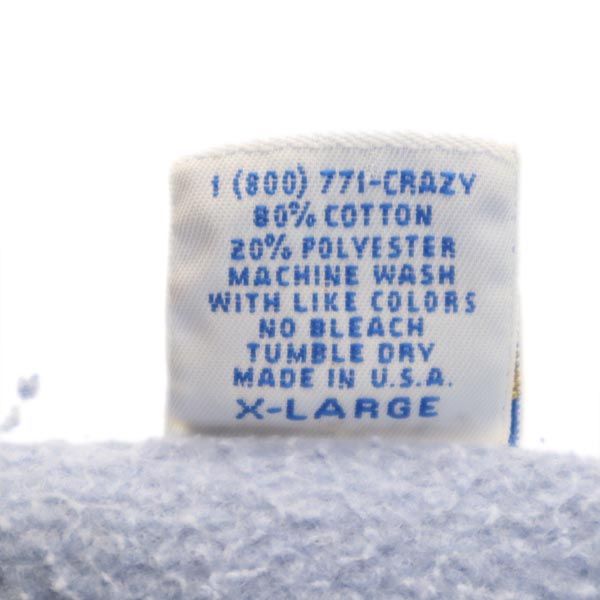 1 (800) 771-CRAZY
80% COTTON
20% POLYESTER
MACHINE WASH
WITH LIKE COLORS
NO BLEACH
TUMBLE DRY
MADE IN U.S.A.
X-LARGE